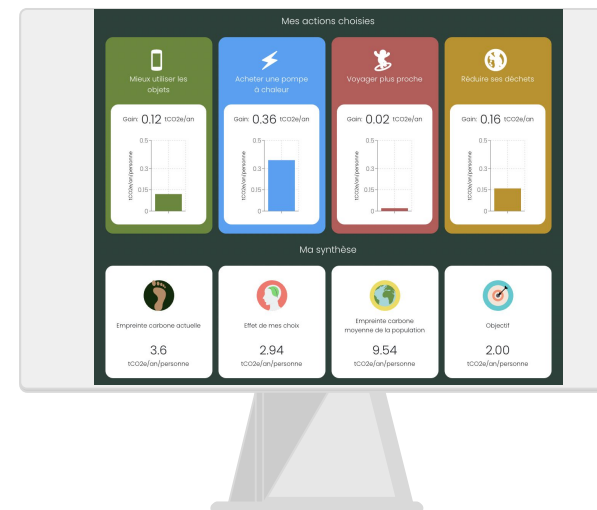 Mes actions choisies
Mieux utiliser les
objets
Gain: 0.12 tCO2e/an
0.5
0.3
0.15
0
tCO2e/an/personne
Acheter une pompe
à chaleur
Gain: 0.36 tCO2e/an
0.5
0.3
0.15
0
tCO2e/an/personne
Voyager plus proche
Gain: 0.02 tCO2e/an
0.5
0.3
0.15
0
tCO2e/an/personne
Réduire ses déchets
Gain: 0.16 tCO2e/an
0.5
0.3
0.15
0
tCO2e/an/personne
Ma synthèse
Empreinte carbone actuelle
3.6
tCO2e/an/personne
Effet de mes choix
2.94
tCO2e/an/personne
Empreinte carbone
moyenne de la population
9.54
tCO2e/an/personne
Objectif
2.00
tCO2e/an/personne